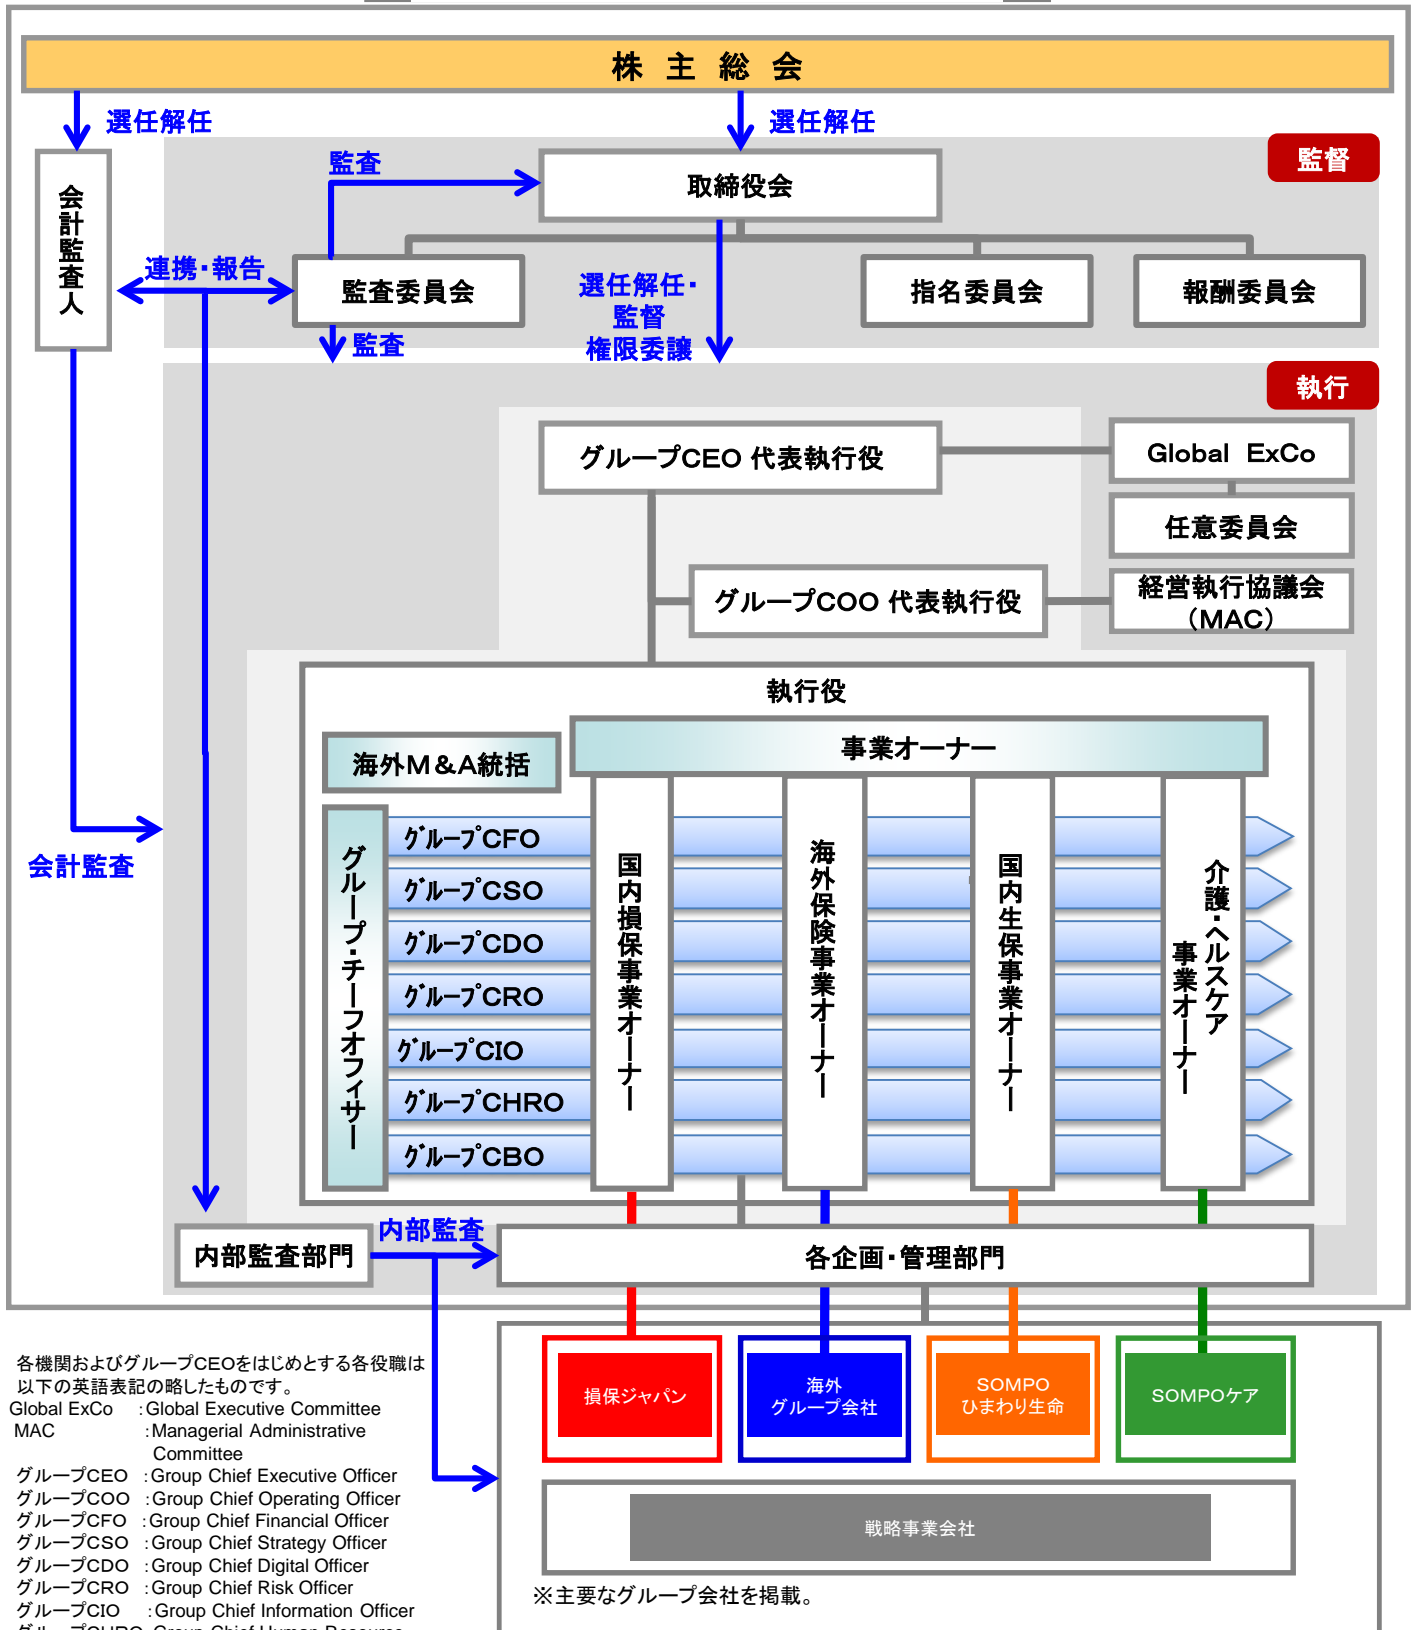 株主総会
選任解任
選任解任
監督
監査
取締役会
会計監査人
連携・報告
監査委員会
選任解任・
監督
権限委譲
指名委員会
報酬委員会
監査
執行
グループCEO 代表執行役
Global ExCo
任意委員会
グループCOO 代表執行役
経営執行協議会
（MAC）
執行役
海外M&A統括
事業オーナー
グループ・チーフオフィサー
グループCFO
グループCSO
グループCDO
グループCRO
グループCIO
グループCHRO
グループCBO
国内損保事業オーナー
海外保険事業オーナー
国内生保事業オーナー
介護・ヘルスケア
事業オーナー
会計監査
内部監査部門
内部監査
各企画・管理部門
損保ジャパン
海外
グループ会社
SOMPO
ひまわり生命
SOMPOケア
戦略事業会社
※主要なグループ会社を掲載。
各機関およびグループCEOをはじめとする各役職は
以下の英語表記の略したものです。
Global ExCo ：Global Executive Committee
MAC ：Managerial Administrative
Committee
グループCEO ：Group Chief Executive Officer
グループCOO ：Group Chief Operating Officer
グループCFO ：Group Chief Financial Officer
グループCSO ：Group Chief Strategy Officer
グループCDO ：Group Chief Digital Officer
グループCRO ：Group Chief Risk Officer
グループCIO ：Group Chief Information Officer
グループCHRO：Group Chief Human Resource